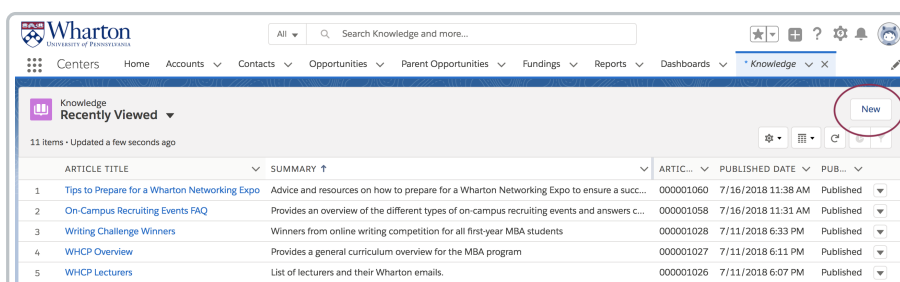 Wharton
UNIVERSITY of PENNSYLVANIA
All
Search Knowledge and more...
Centers Home Accounts Contacts Opportunities Parent Opportunities Fundings Reports Dashboards * Knowledge
Knowledge
Recently Viewed
New
11 items • Updated a few seconds ago
ARTICLE TITLE SUMMARY ↑ ARTIC... PUBLISHED DATE PUB...
1 Tips to Prepare for a Wharton Networking Expo Advice and resources on how to prepare for a Wharton Networking Expo to ensure a succ... 000001060 7/16/2018 11:38 AM Published
2 On-Campus Recruiting Events FAQ Provides an overview of the different types of on-campus recruiting events and answers c... 000001058 7/16/2018 11:31 AM Published
3 Writing Challenge Winners Winners from online writing competition for all first-year MBA students 000001028 7/11/2018 6:33 PM Published
4 WHCP Overview Provides a general curriculum overview for the MBA program 000001027 7/11/2018 6:11 PM Published
5 WHCP Lecturers List of lecturers and their Wharton emails. 000001026 7/11/2018 6:07 PM Published